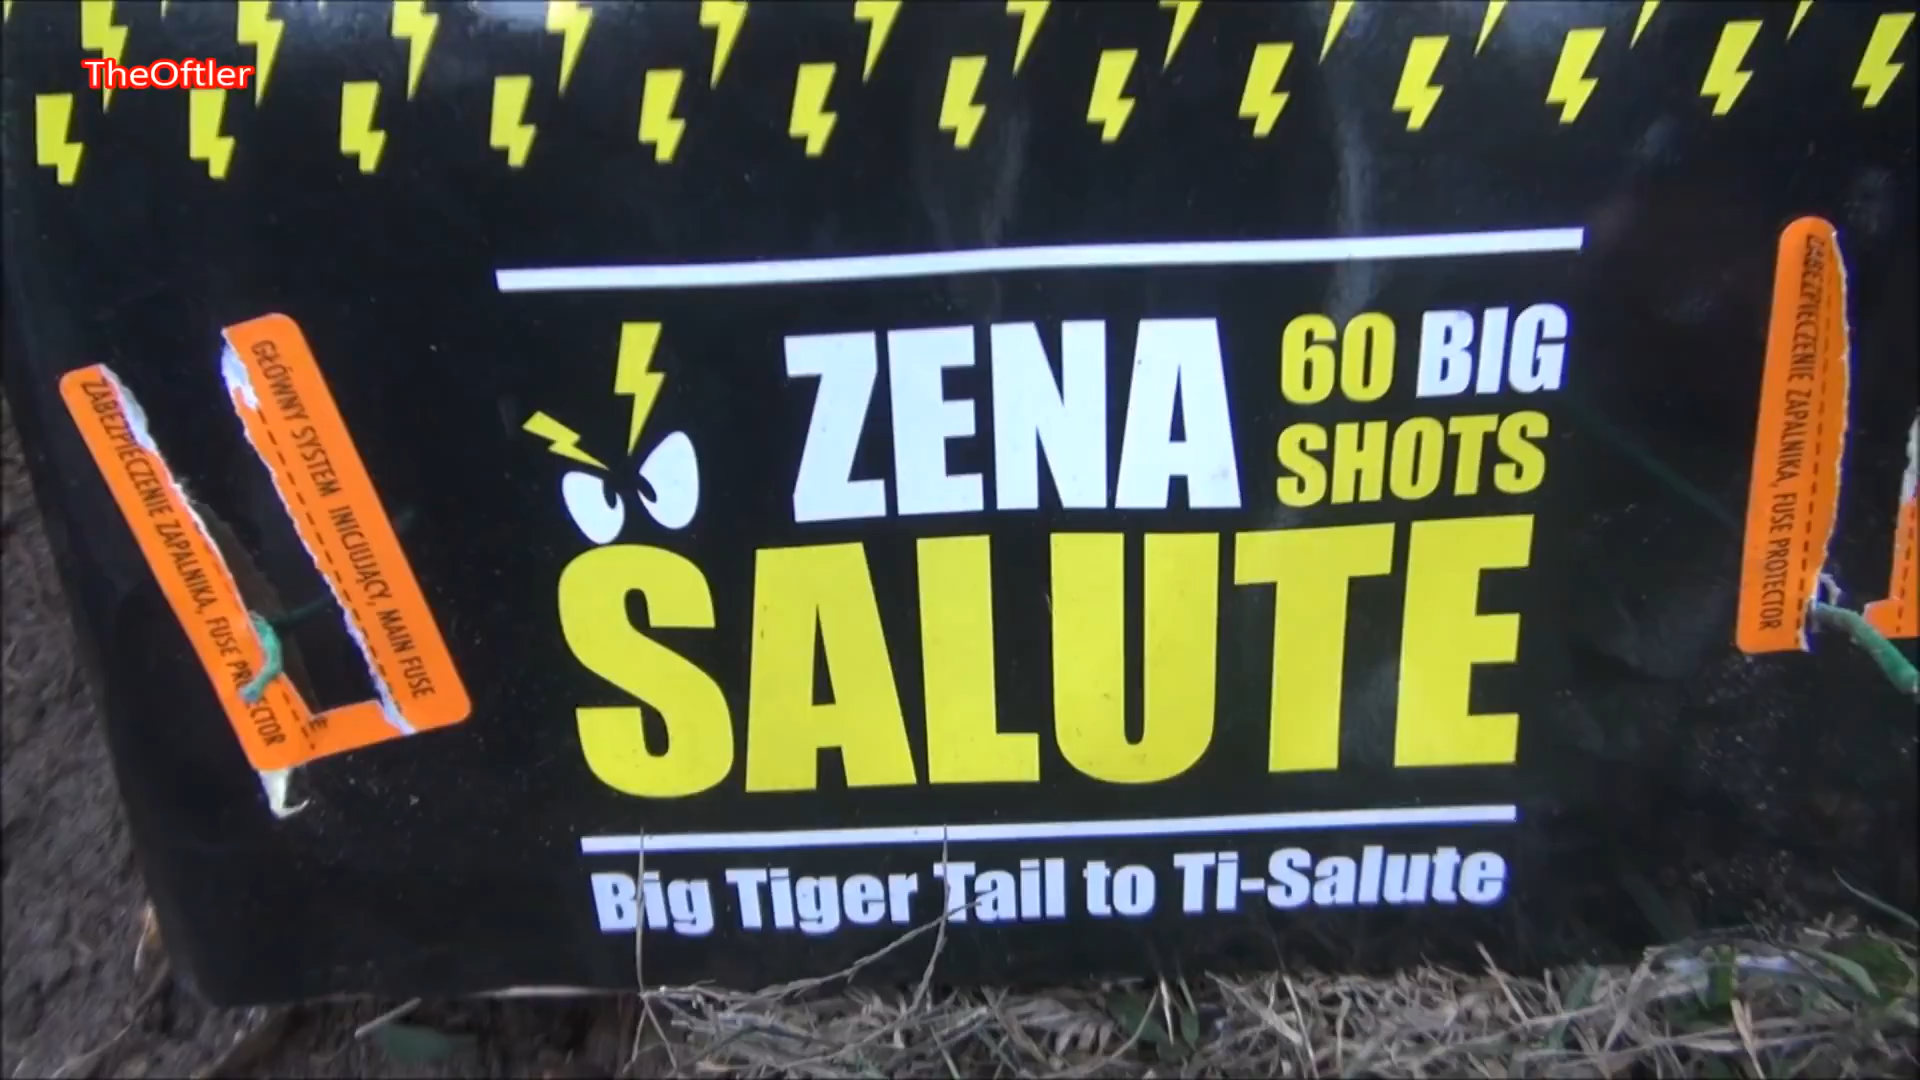 TheOftler
ZENA
60 BIG
SHOTS
SALUTE
Big Tiger Tail to Ti-Salute
ZABEZPIECZENIE ZAPALNIKA, FUSE PROTECTOR
GŁÓWNY SYSTEM INICJUJĄCY, MAIN FUSE
ZABEZPIECZENIE ZAPALNIKA, FUSE PROTECTOR